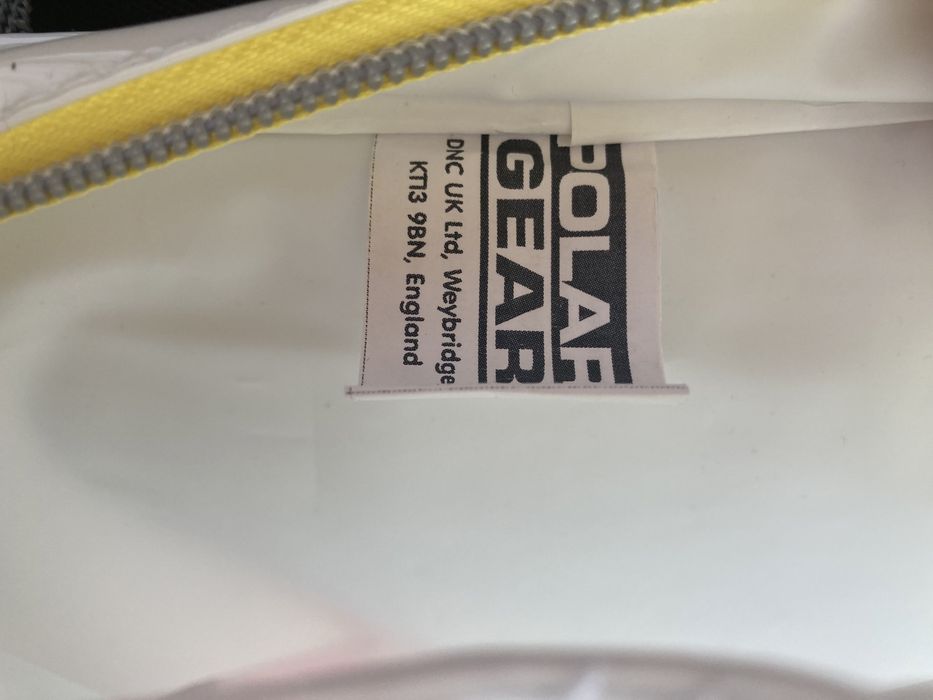 POLAR
GEAR
DNC UK Ltd, Weybridge
KT13 9BN, England